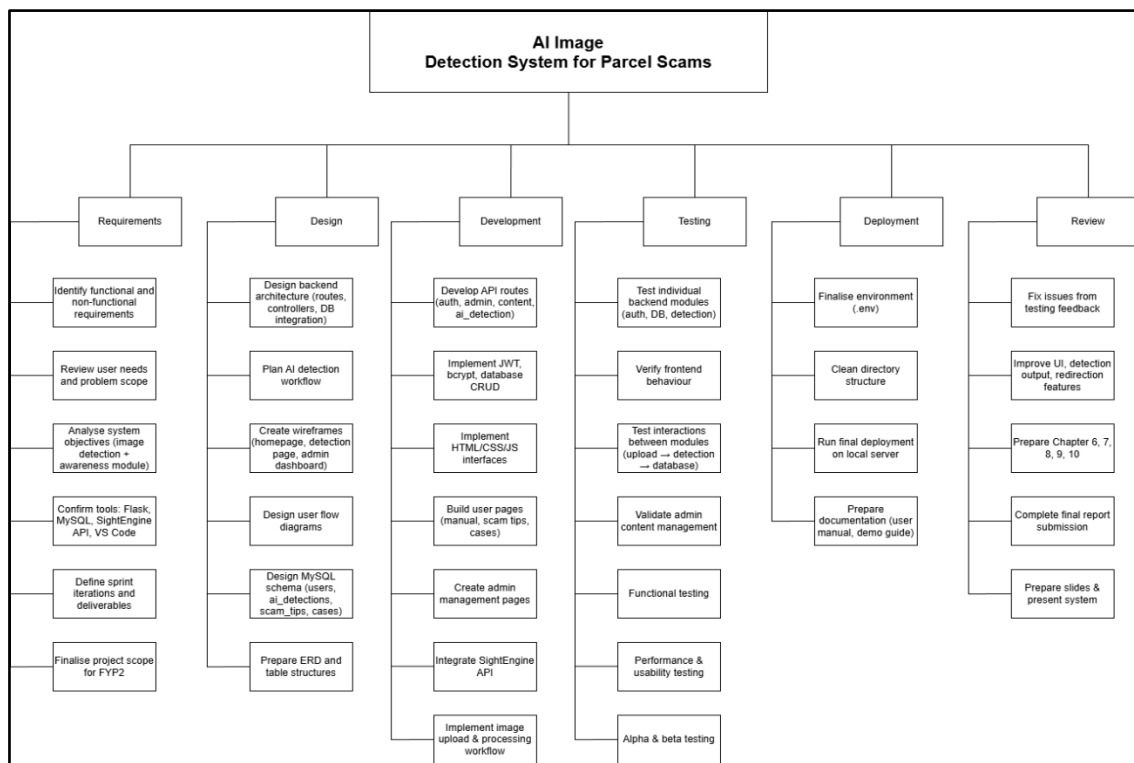 AI Image
Detection System for Parcel Scams
Requirements
Design
Development
Testing
Deployment
Review
Identify functional and
non-functional
requirements
Review user needs and
problem scope
Analyse system
objectives (image
detection +
awareness module)
Confirm tools: Flask,
MySQL, SightEngine
API, VS Code
Define sprint
iterations and
deliverables
Finalise project scope
for FYP2
Design backend
architecture (routes,
controllers, DB
integration)
Plan AI detection
workflow
Create wireframes
(homepage, detection
page, admin
dashboard)
Design user flow
diagrams
Design MySQL
schema (users,
ai_detections,
scam_tips, cases)
Prepare ERD and
table structures
Develop API routes
(auth, admin, content,
ai_detection)
Implement JWT,
bcrypt, database
CRUD
Implement
HTML/CSS/JS
interfaces
Build user pages
(manual, scam tips,
cases)
Create admin
management pages
Integrate SightEngine
API
Implement image
upload & processing
workflow
Test individual
backend modules
(auth, DB, detection)
Verify frontend
behaviour
Test interactions
between modules
(upload → detection
→ database)
Validate admin
content management
Functional testing
Performance &
usability testing
Alpha & beta testing
Finalise environment
(.env)
Clean directory
structure
Run final deployment
on local server
Prepare
documentation (user
manual, demo guide)
Fix issues from
testing feedback
Improve UI, detection
output, redirection
features
Prepare Chapter 6, 7,
8, 9, 10
Complete final report
submission
Prepare slides &
present system